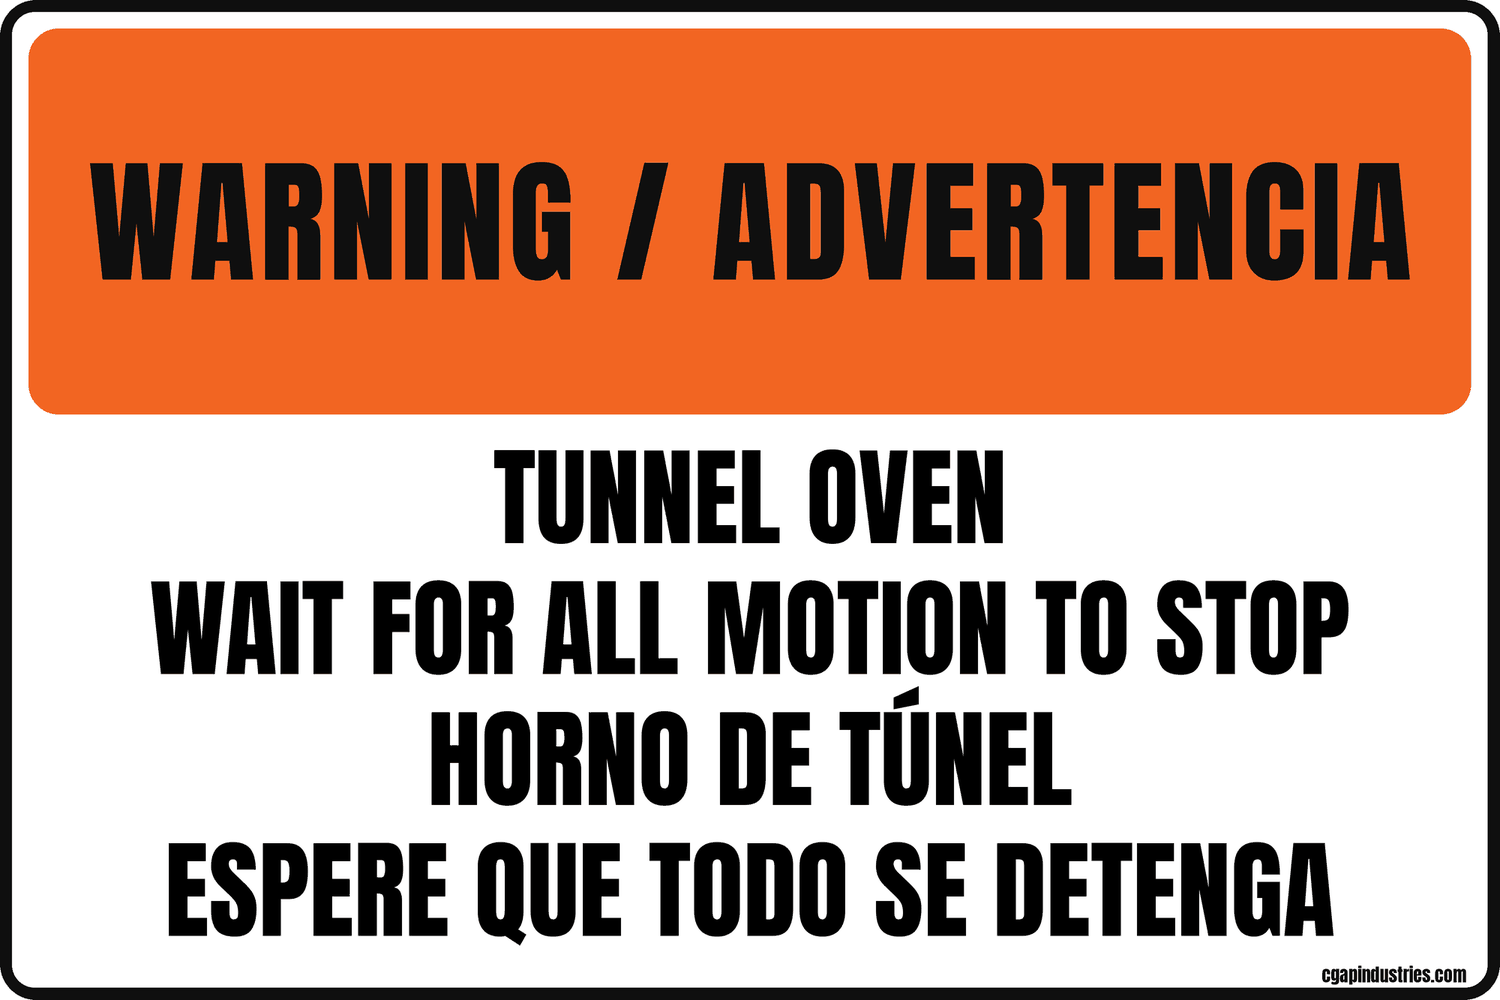 WARNING / ADVERTENCIA
TUNNEL OVEN
WAIT FOR ALL MOTION TO STOP
HORNO DE TÚNEL
ESPERE QUE TODO SE DETENGA
cgapindustries.com